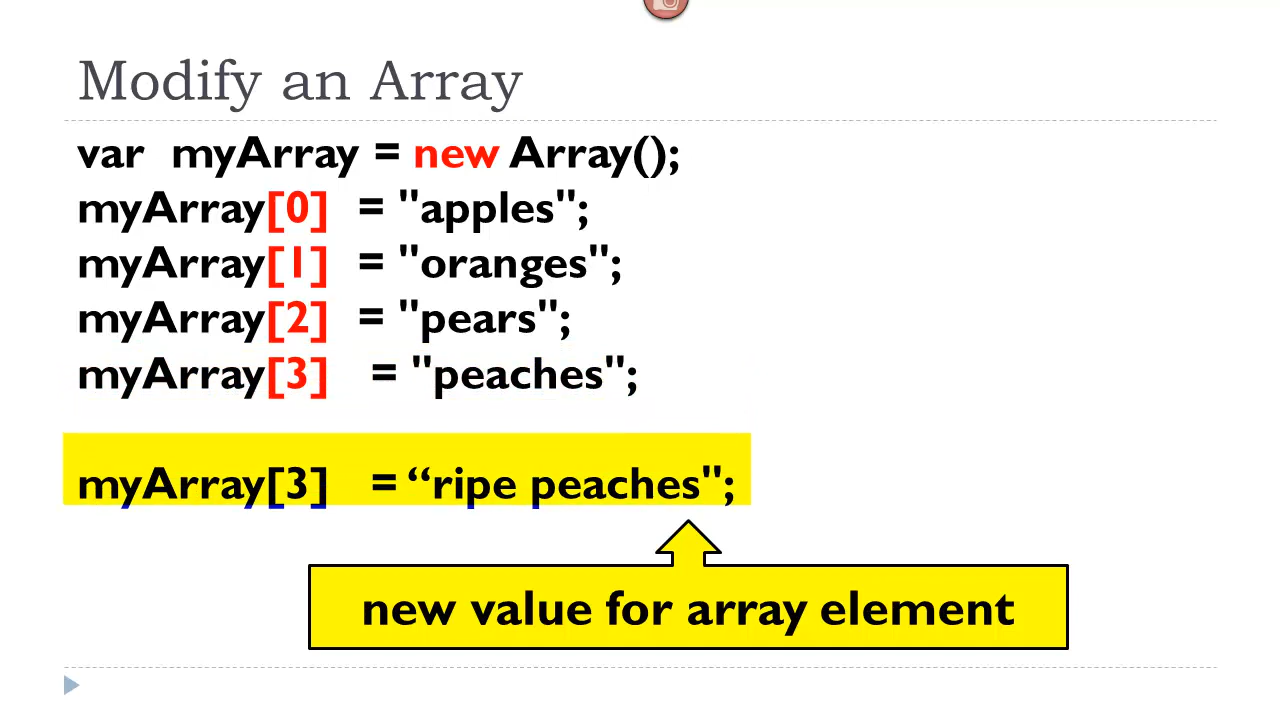 Modify an Array
var myArray = new Array();
myArray[0] = "apples";
myArray[1] = "oranges";
myArray[2] = "pears";
myArray[3] = "peaches";
myArray[3] = “ripe peaches";
new value for array element